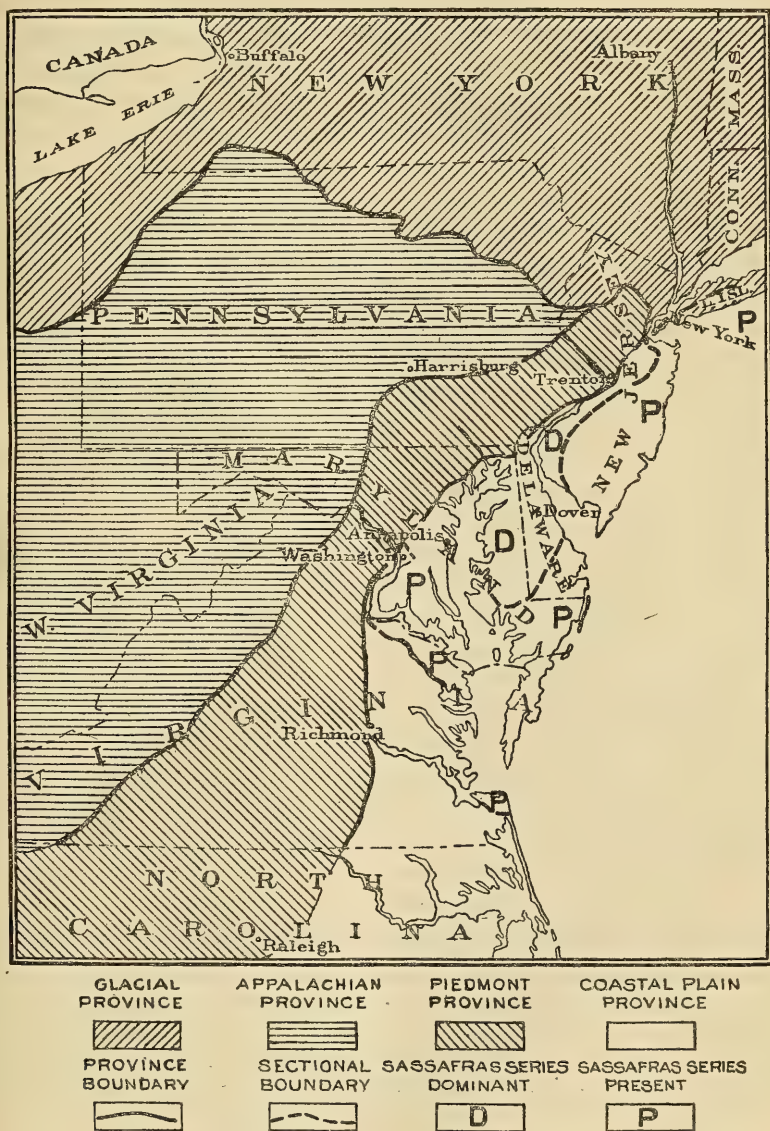 CANADA
Buffalo
Albany
LAKE ERIE
NEW YORK
MASS.
CONN.
PENNSYLVANIA
L. ISL.
New York
P
Harrisburg
Trenton
NEW JERSEY
D
P
NEW JERSEY
MARYLAND
DELAWARE
Dover
Annapolis
Washington
D
P
P
P
W. VIRGINIA
VIRGINIA
Richmond
P
NORTH
CAROLINA
Raleigh
GLACIAL APPALACHIAN PIEDMONT COASTAL PLAIN
PROVINCE PROVINCE PROVINCE PROVINCE
PROVINCE SECTIONAL SASSAFRAS SERIES SASSAFRAS SERIES
BOUNDARY BOUNDARY DOMINANT PRESENT
D P